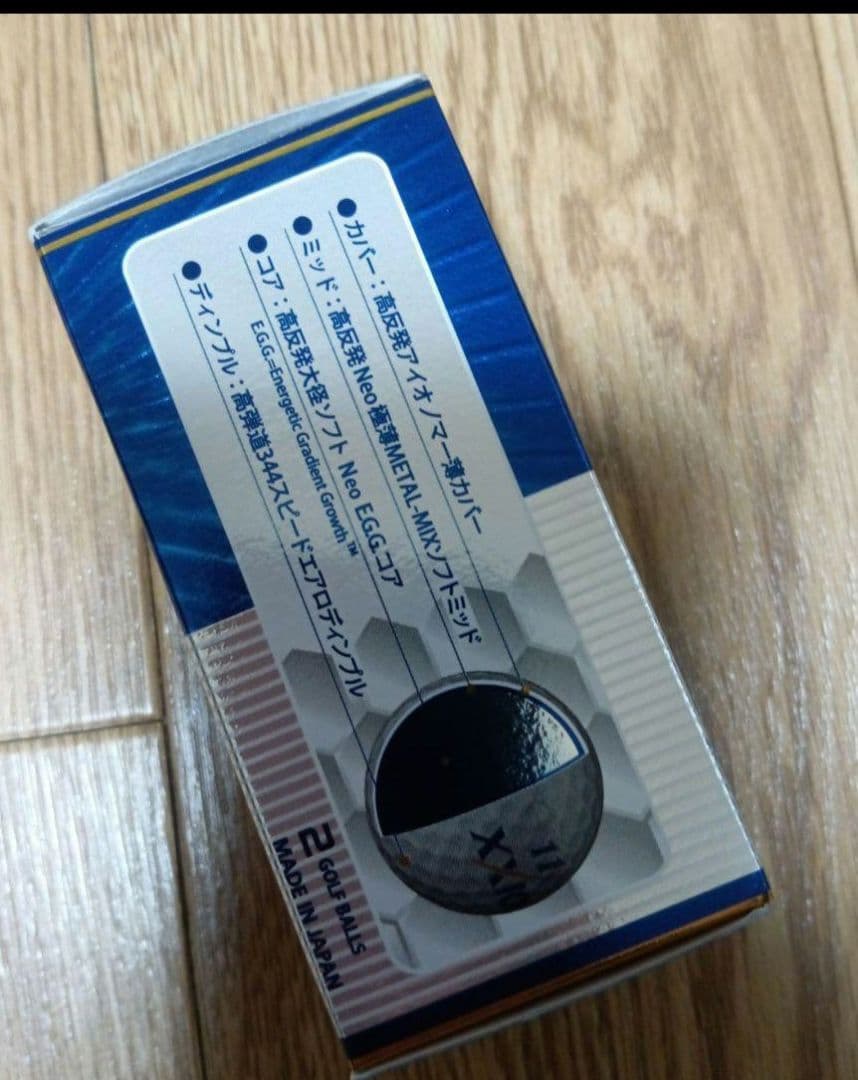 ●カバー：高反発アイオノマー薄カバー
●ミッド：高反発Neo極薄METAL-MIXソフトミッド
●コア：高反発大径ソフト Neo E.G.G.コア
E.G.G.=Energetic Gradient Growth™
●ディンプル：高弾道344スピードエアロディンプル
XXIO
11
2 GOLF BALLS
MADE IN JAPAN